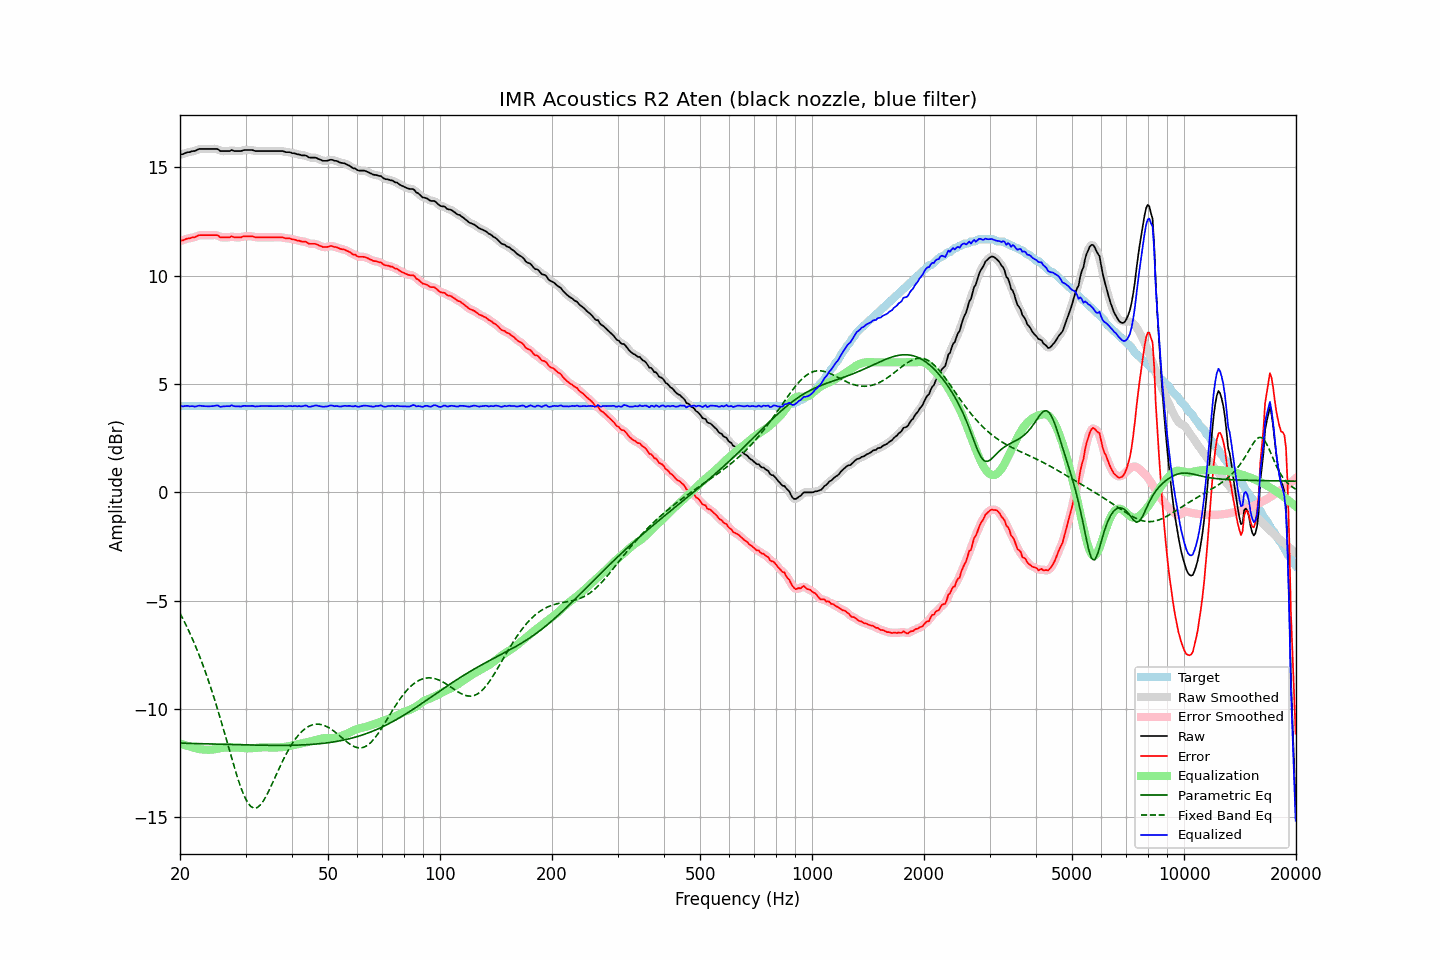 IMR Acoustics R2 Aten (black nozzle, blue filter)
Amplitude (dBr)
15
10
5
0
−5
−10
−15
20
50
100
200
500
1000
2000
5000
10000
20000
Frequency (Hz)
Target
Raw Smoothed
Error Smoothed
Raw
Error
Equalization
Parametric Eq
Fixed Band Eq
Equalized